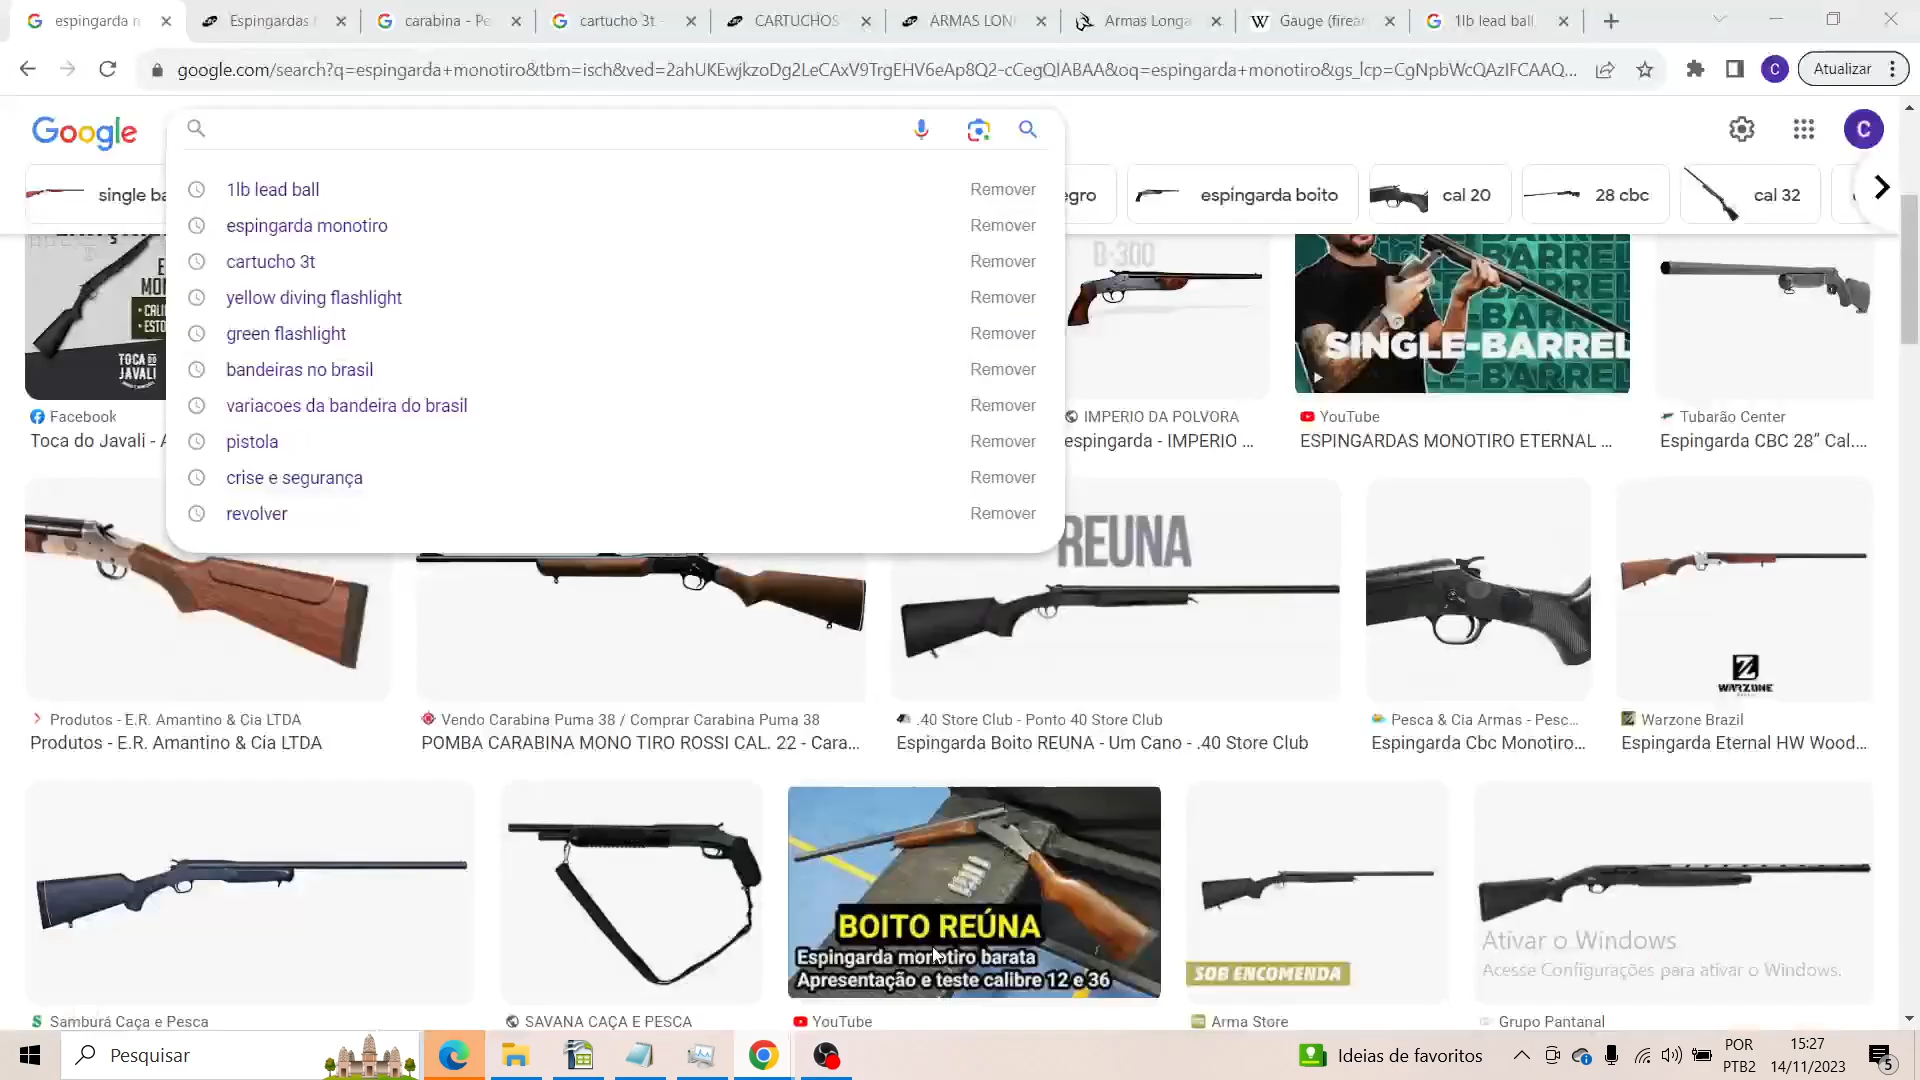 espingarda n
Espingardas
carabina - Pe
cartucho 3t -
CARTUCHOS
ARMAS LON
Armas Longa
Gauge (firear
1lb lead ball
google.com/search?q=espingarda+monotiro&tbm=isch&ved=2ahUKEwjkzoDg2LeCAxV9TrgEHV6eAp8Q2-cCegQIABAA&oq=espingarda+monotiro&gs_lcp=CgNpbWcQAzIFCAAQ...
C
Atualizar
Google
C
single ba
egro
espingarda boito
cal 20
28 cbc
cal 32
1lb lead ball
Remover
espingarda monotiro
Remover
cartucho 3t
Remover
yellow diving flashlight
Remover
green flashlight
Remover
bandeiras no brasil
Remover
variacoes da bandeira do brasil
Remover
pistola
Remover
crise e segurança
Remover
revolver
Remover
TOCA DO
JAVALI
SINGLE-BARREL
Facebook
Toca do Javali - A
IMPERIO DA POLVORA
espingarda - IMPERIO ...
YouTube
ESPINGARDAS MONOTIRO ETERNAL ...
Tubarão Center
Espingarda CBC 28” Cal....
REUNA
WARZONE
Produtos - E.R. Amantino & Cia LTDA
Produtos - E.R. Amantino & Cía LTDA
Vendo Carabina Puma 38 / Comprar Carabina Puma 38
POMBA CARABINA MONO TIRO ROSSI CAL. 22 - Cara...
.40 Store Club - Ponto 40 Store Club
Espingarda Boito REUNA - Um Cano - .40 Store Club
Pesca & Cia Armas - Pesc...
Espingarda Cbc Monotiro...
Warzone Brazil
Espingarda Eternal HW Wood...
BOITO REÚNA
Espingarda monotiro barata
Apresentação e teste calibre 12 e 36
SOB ENCOMENDA
Ativar o Windows
Acesse Configurações para ativar o Windows.
Samburá Caça e Pesca
SAVANA CAÇA E PESCA
YouTube
Arma Store
Grupo Pantanal
Pesquisar
Ideias de favoritos
POR
PTB2
15:27
14/11/2023
5